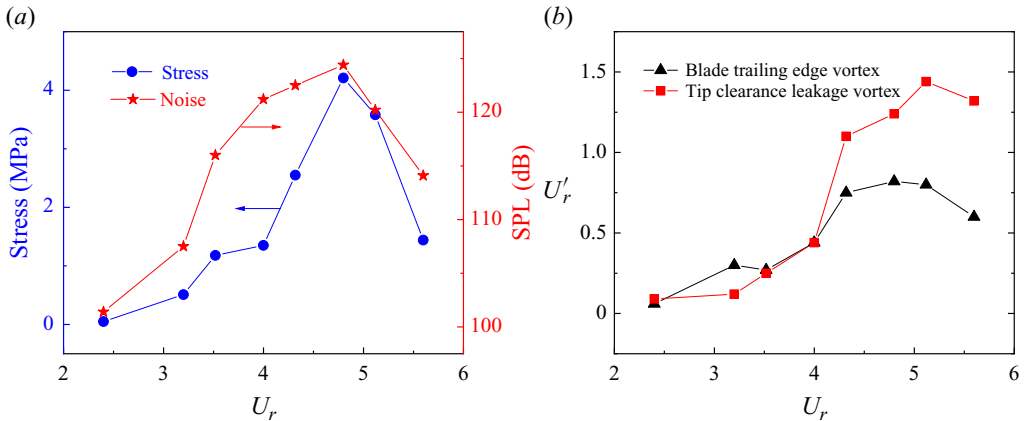 (a)
Stress
Noise
4
2
0
Stress (MPa)
120
110
100
SPL (dB)
2 3 4 5 6
U_r
(b)
Blade trailing edge vortex
Tip clearance leakage vortex
1.5
1.0
0.5
0
U'_r
2 3 4 5 6
U_r